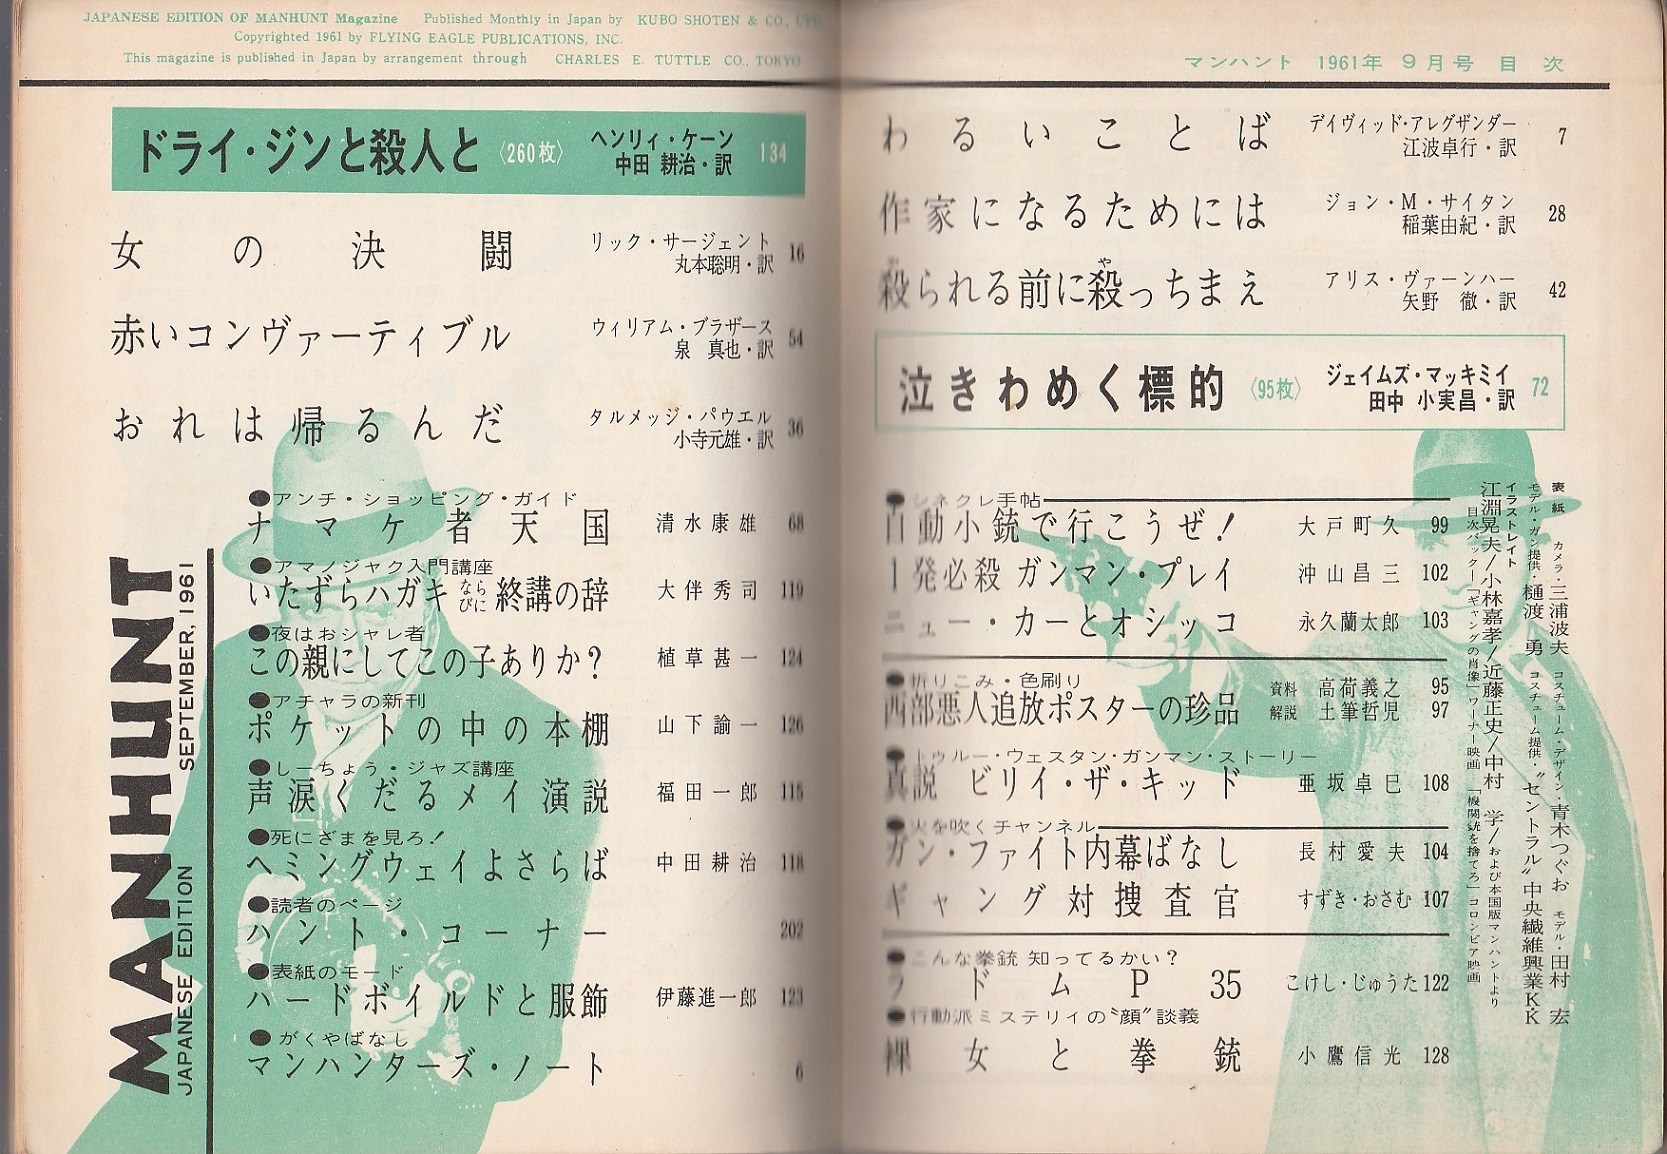 JAPANESE EDITION OF MANHUNT Magazine Published Monthly in Japan by KUBO SHOTEN & CO.,
Copyrighted 1961 by FLYING EAGLE PUBLICATIONS, INC.
This magazine is published in Japan by arrangement through CHARLES E. TUTTLE CO., TOKYO
マンハント 1961年 9月号 目次
わるいことば デイヴィッド・アレグザンダー 江波卓行・訳 7
作家になるためには ジョン・M・サイタン 稲葉由紀・訳 28
殺られる前に殺っちまえ アリス・ヴァーンハー 矢野 徹・訳 42
泣きわめく標的 〈95枚〉 ジェイムズ・マッキミイ 田中 小実昌・訳 72
●シネクレ手帖
自動小銃で行こうぜ! 大戸町久 99
1発必殺 ガンマン・プレイ 沖山昌三 102
ニュー・カーとオシッコ 永久蘭太郎 103
●折りこみ・色刷り
西部悪人追放ポスターの珍品 資料 高荷義之 95
解説 土筆哲児 97
●トゥルー・ウェスタン・ガンマン・ストーリー
真説 ビリイ・ザ・キッド 亜坂卓巳 108
●火を吹くチャンネル
ガン・ファイト内幕ばなし 長村愛夫 104
ギャング対捜査官 すずき・おさむ 107
●こんな拳銃 知ってるかい?
ラドムP35 こけし・じゅうた 122
●行動派ミステリィの〝顔〟談義
裸女と拳銃 小鷹信光 128
表紙 カメラ・三浦波夫 コスチューム・デザイン・青木つぐお モデル・田村 宏
モデル・ガン提供・樋渡 勇 コスチューム提供・〝セントラル〟中央繊維興業K・K
イラストレイト
江淵晃夫/小林嘉孝/近藤正史/中村 学/および本国版マンハントより
目次バック─「ギャングの肖像」ワーナー映画 「機関銃を捨てろ」コロンビア映画
ドライ・ジンと殺人と 〈260枚〉 ヘンリィ・ケーン 中田 耕治・訳 134
女の決闘 リック・サージェント 丸本聡明・訳 16
赤いコンヴァーティブル ウィリアム・ブラザース 泉 真也・訳 54
おれは帰るんだ タルメッジ・パウエル 小寺元雄・訳 36
●アンチ・ショッピング・ガイド
ナマケ者天国 清水康雄 68
●アマノジャク入門講座
いたずらハガキならびに終講の辞 大伴秀司 119
●夜はおシャレ者
この親にしてこの子ありか? 植草甚一 124
●アチャラの新刊
ポケットの中の本棚 山下諭一 126
●しーちょう・ジャズ講座
声涙くだるメイ演説 福田一郎 115
●死にざまを見ろ!
ヘミングウェイよさらば 中田耕治 118
●読者のページ
ハント・コーナー 202
●表紙のモード
ハードボイルドと服飾 伊藤進一郎 123
●がくやばなし
マンハンターズ・ノート 6
MANHUNT
JAPANESE EDITION SEPTEMBER, 1961